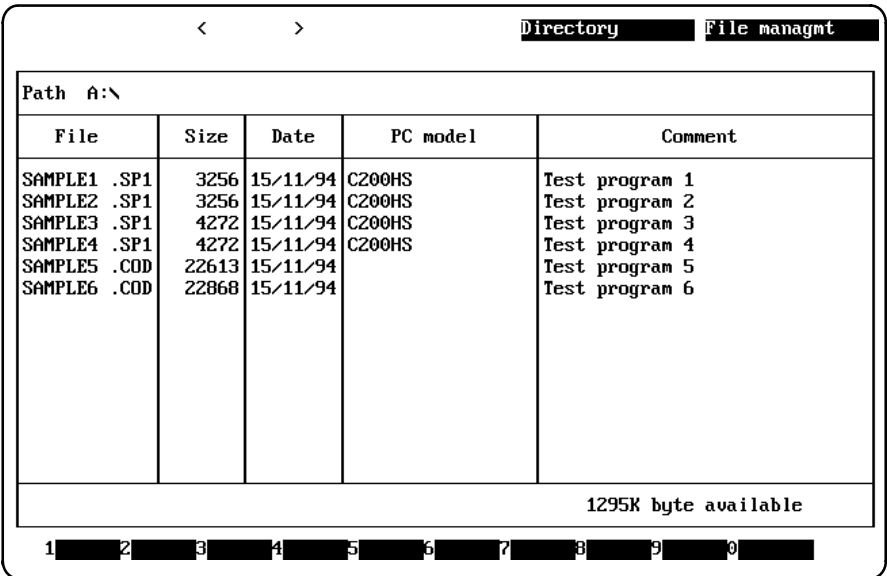 < > Directory File managmt
Path A:\
File Size Date PC model Comment
SAMPLE1 .SP1 3256 15/11/94 C200HS Test program 1
SAMPLE2 .SP1 3256 15/11/94 C200HS Test program 2
SAMPLE3 .SP1 4272 15/11/94 C200HS Test program 3
SAMPLE4 .SP1 4272 15/11/94 C200HS Test program 4
SAMPLE5 .COD 22613 15/11/94 Test program 5
SAMPLE6 .COD 22868 15/11/94 Test program 6
1295K byte available
1 2 3 4 5 6 7 8 9 0